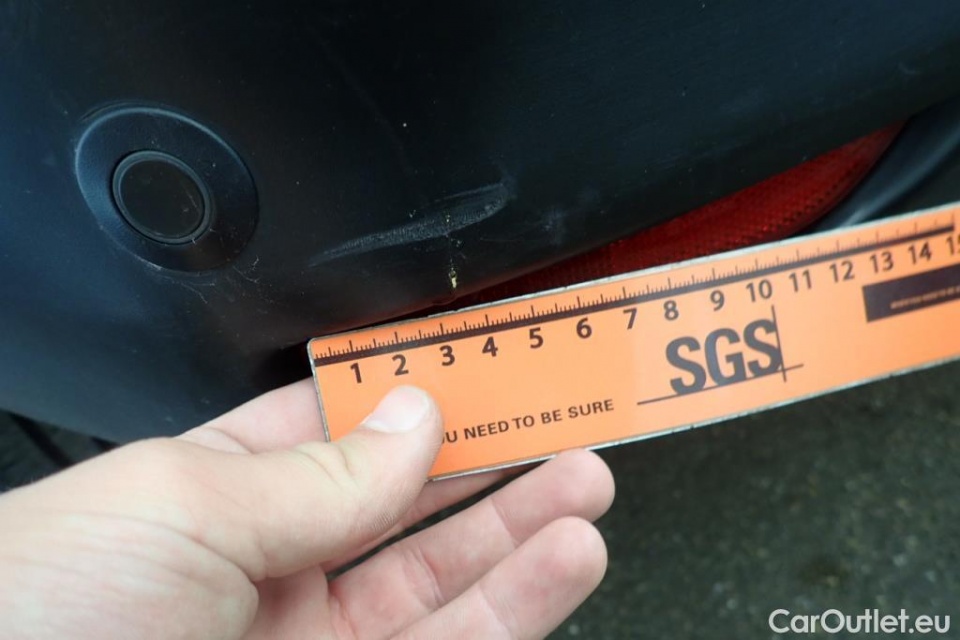 1 2 3 4 5 6 7 8 9 10 11 12 13 14 15
SGS
U NEED TO BE SURE
CarOutlet.eu